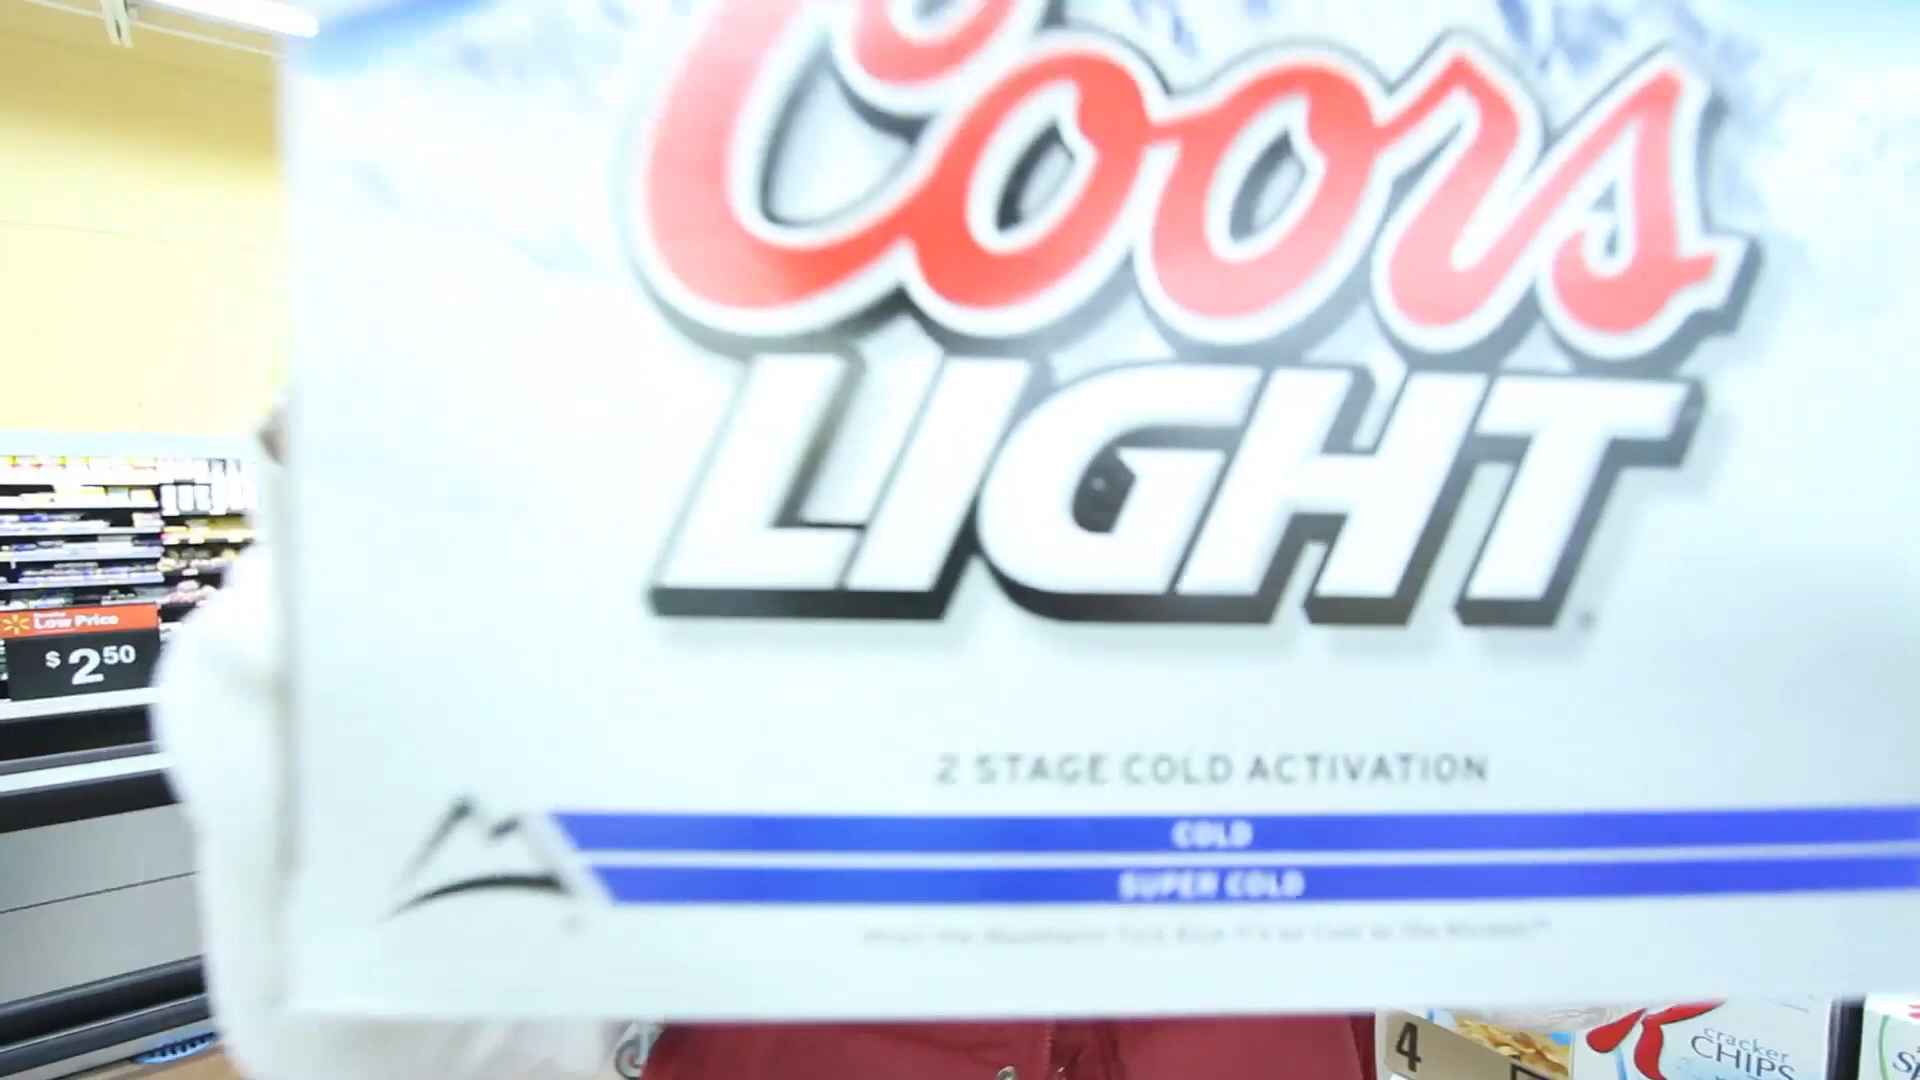 Coors
LIGHT
Low Price
$ 2.50
2 STAGE COLD ACTIVATION
COLD
SUPER COLD
4
K
cracker
CHIPS